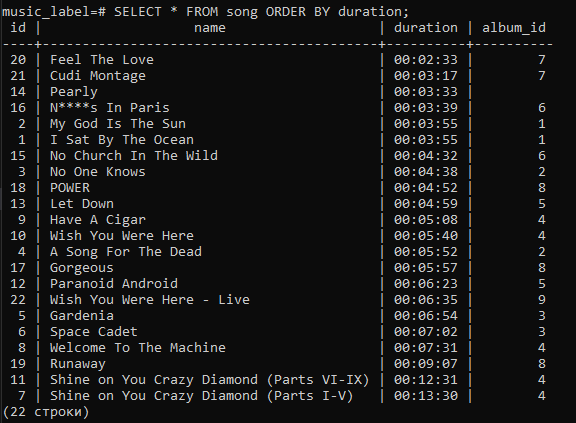 music_label=# SELECT * FROM song ORDER BY duration;
 id |                   name                   | duration | album_id
----+------------------------------------------+----------+----------
 20 | Feel The Love                            | 00:02:33 |        7
 21 | Cudi Montage                             | 00:03:17 |        7
 14 | Pearly                                   | 00:03:33 |
 16 | N****s In Paris                          | 00:03:39 |        6
  2 | My God Is The Sun                        | 00:03:55 |        1
  1 | I Sat By The Ocean                       | 00:03:55 |        1
 15 | No Church In The Wild                    | 00:04:32 |        6
  3 | No One Knows                             | 00:04:38 |        2
 18 | POWER                                    | 00:04:52 |        8
 13 | Let Down                                 | 00:04:59 |        5
  9 | Have A Cigar                             | 00:05:08 |        4
 10 | Wish You Were Here                       | 00:05:40 |        4
  4 | A Song For The Dead                      | 00:05:52 |        2
 17 | Gorgeous                                 | 00:05:57 |        8
 12 | Paranoid Android                         | 00:06:23 |        5
 22 | Wish You Were Here - Live                | 00:06:35 |        9
  5 | Gardenia                                 | 00:06:54 |        3
  6 | Space Cadet                              | 00:07:02 |        3
  8 | Welcome To The Machine                   | 00:07:31 |        4
 19 | Runaway                                  | 00:09:07 |        8
 11 | Shine on You Crazy Diamond (Parts VI-IX) | 00:12:31 |        4
  7 | Shine on You Crazy Diamond (Parts I-V)   | 00:13:30 |        4
(22 строки)